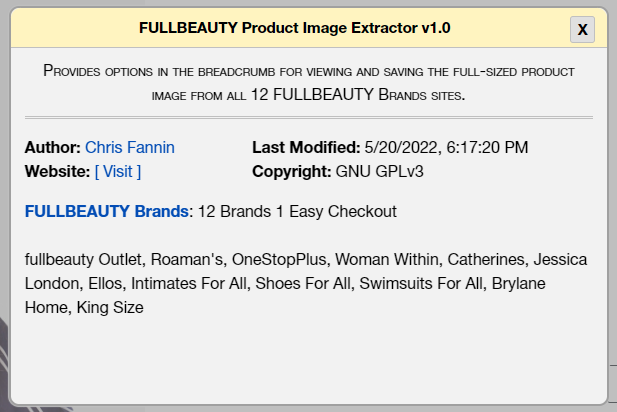 FULLBEAUTY Product Image Extractor v1.0
X
Provides options in the breadcrumb for viewing and saving the full-sized product
image from all 12 FULLBEAUTY Brands sites.
Author: Chris Fannin Last Modified: 5/20/2022, 6:17:20 PM
Website: [ Visit ] Copyright: GNU GPLv3
FULLBEAUTY Brands: 12 Brands 1 Easy Checkout
fullbeauty Outlet, Roaman's, OneStopPlus, Woman Within, Catherines, Jessica
London, Ellos, Intimates For All, Shoes For All, Swimsuits For All, Brylane
Home, King Size